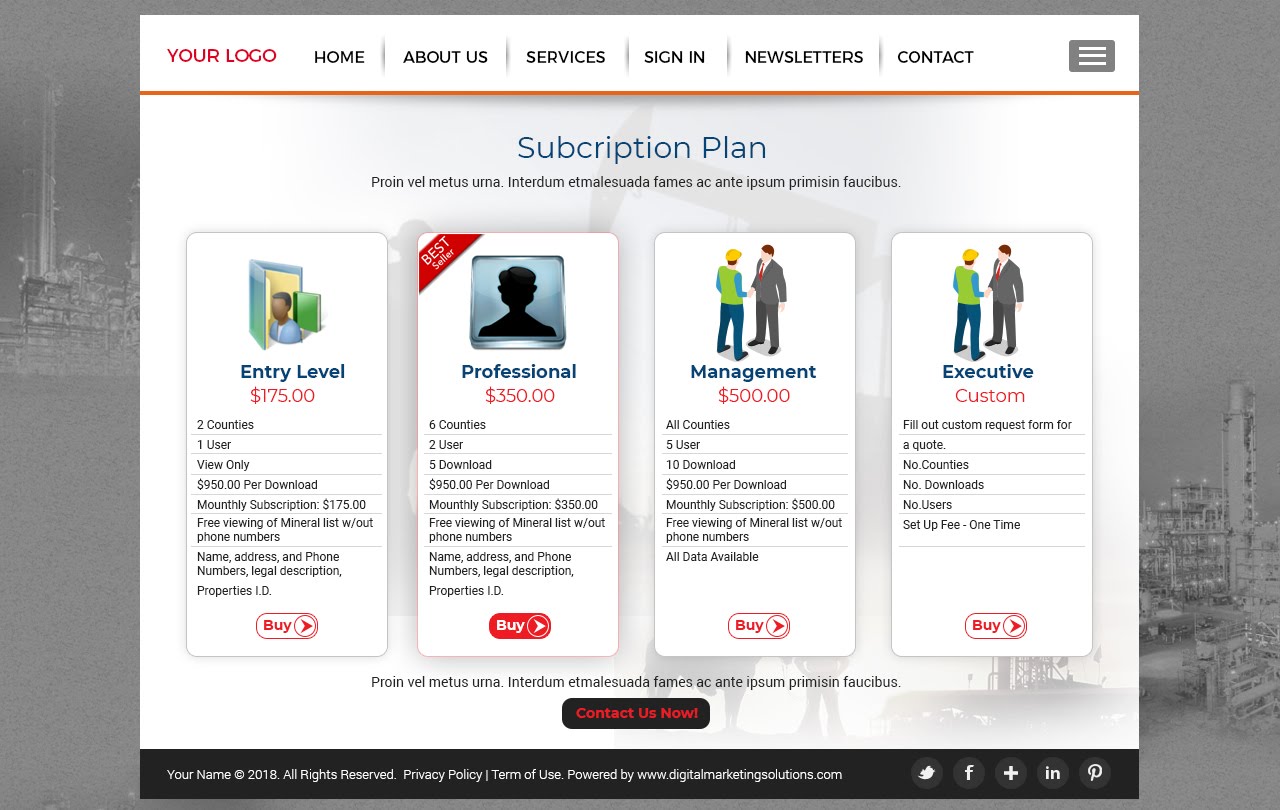 YOUR LOGO HOME ABOUT US SERVICES SIGN IN NEWSLETTERS CONTACT
Subcription Plan
Proin vel metus urna. Interdum etmalesuada fames ac ante ipsum primisin faucibus.
Entry Level
$175.00
2 Counties
1 User
View Only
$950.00 Per Download
Mounthly Subscription: $175.00
Free viewing of Mineral list w/out
phone numbers
Name, address, and Phone
Numbers, legal description,
Properties I.D.
Buy
BEST
Seller
Professional
$350.00
6 Counties
2 User
5 Download
$950.00 Per Download
Mounthly Subscription: $350.00
Free viewing of Mineral list w/out
phone numbers
Name, address, and Phone
Numbers, legal description,
Properties I.D.
Buy
Management
$500.00
All Counties
5 User
10 Download
$950.00 Per Download
Mounthly Subscription: $500.00
Free viewing of Mineral list w/out
phone numbers
All Data Available
Buy
Executive
Custom
Fill out custom request form for
a quote.
No.Counties
No. Downloads
No.Users
Set Up Fee - One Time
Buy
Proin vel metus urna. Interdum etmalesuada fames ac ante ipsum primisin faucibus.
Contact Us Now!
Your Name © 2018. All Rights Reserved. Privacy Policy | Term of Use. Powered by www.digitalmarketingsolutions.com